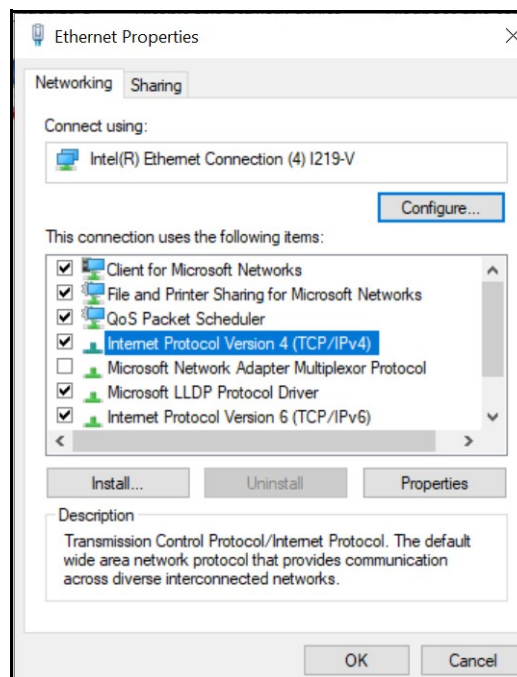 Ethernet Properties
Networking
Sharing
Connect using:
Intel(R) Ethernet Connection (4) I219-V
Configure...
This connection uses the following items:
Client for Microsoft Networks
File and Printer Sharing for Microsoft Networks
QoS Packet Scheduler
Internet Protocol Version 4 (TCP/IPv4)
Microsoft Network Adapter Multiplexor Protocol
Microsoft LLDP Protocol Driver
Internet Protocol Version 6 (TCP/IPv6)
Install...
Uninstall
Properties
Description
Transmission Control Protocol/Internet Protocol. The default
wide area network protocol that provides communication
across diverse interconnected networks.
OK
Cancel